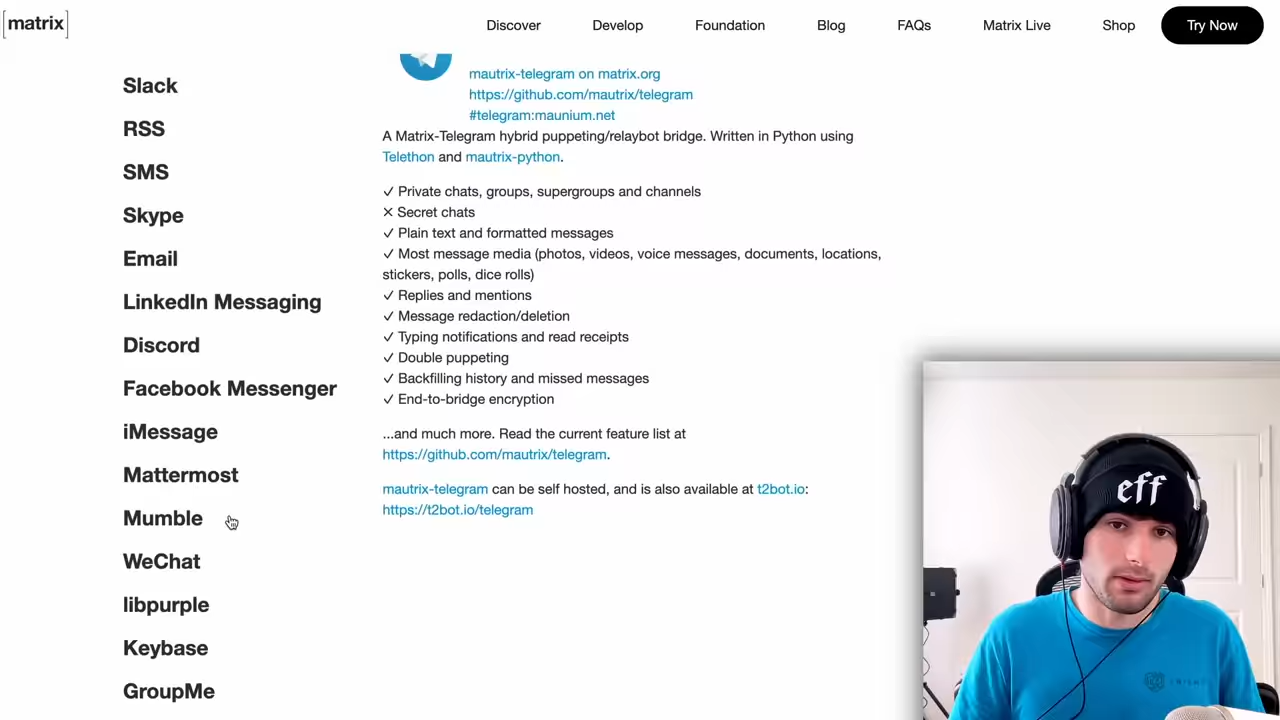 [matrix]
Discover
Develop
Foundation
Blog
FAQs
Matrix Live
Shop
Try Now
Slack
RSS
SMS
Skype
Email
LinkedIn Messaging
Discord
Facebook Messenger
iMessage
Mattermost
Mumble
WeChat
libpurple
Keybase
GroupMe
mautrix-telegram on matrix.org
https://github.com/mautrix/telegram
#telegram:maunium.net
A Matrix-Telegram hybrid puppeting/relaybot bridge. Written in Python using
Telethon and mautrix-python.
✓ Private chats, groups, supergroups and channels
✕ Secret chats
✓ Plain text and formatted messages
✓ Most message media (photos, videos, voice messages, documents, locations,
stickers, polls, dice rolls)
✓ Replies and mentions
✓ Message redaction/deletion
✓ Typing notifications and read receipts
✓ Double puppeting
✓ Backfilling history and missed messages
✓ End-to-bridge encryption
...and much more. Read the current feature list at
https://github.com/mautrix/telegram.
mautrix-telegram can be self hosted, and is also available at t2bot.io:
https://t2bot.io/telegram
eff